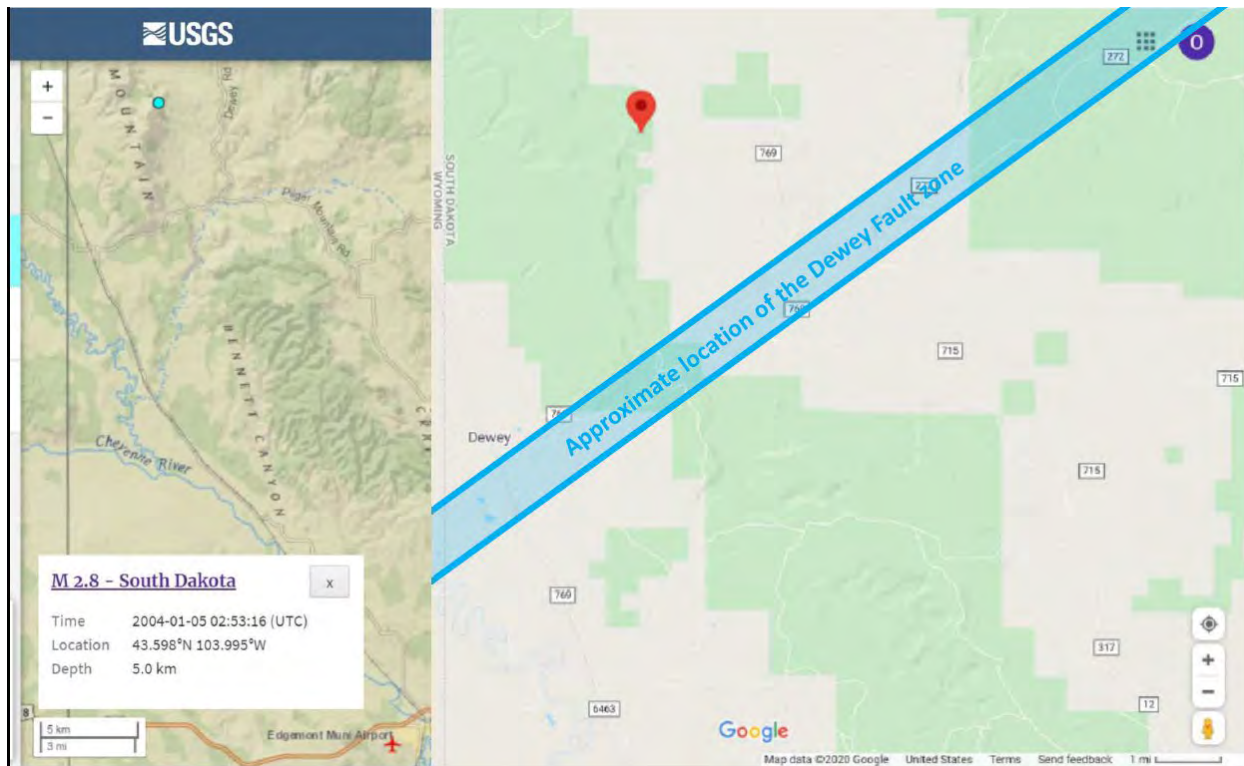 USGS
+
−
MOUNTAIN
Dewey Rd
Mountain Rd
BENNETT CANYON
Cheyenne River
M 2.8 - South Dakota
x
Time 2004-01-05 02:53:16 (UTC)
Location 43.598°N 103.995°W
Depth 5.0 km
8
5 km
3 mi
Edgemont Muni Airport
O
272
769
SOUTH DAKOTA
WYOMING
Approximate location of the Dewey Fault zone
715
715
Dewey
715
769
317
+
−
6463
12
Google
Map data ©2020 Google United States Terms Send feedback 1 mi